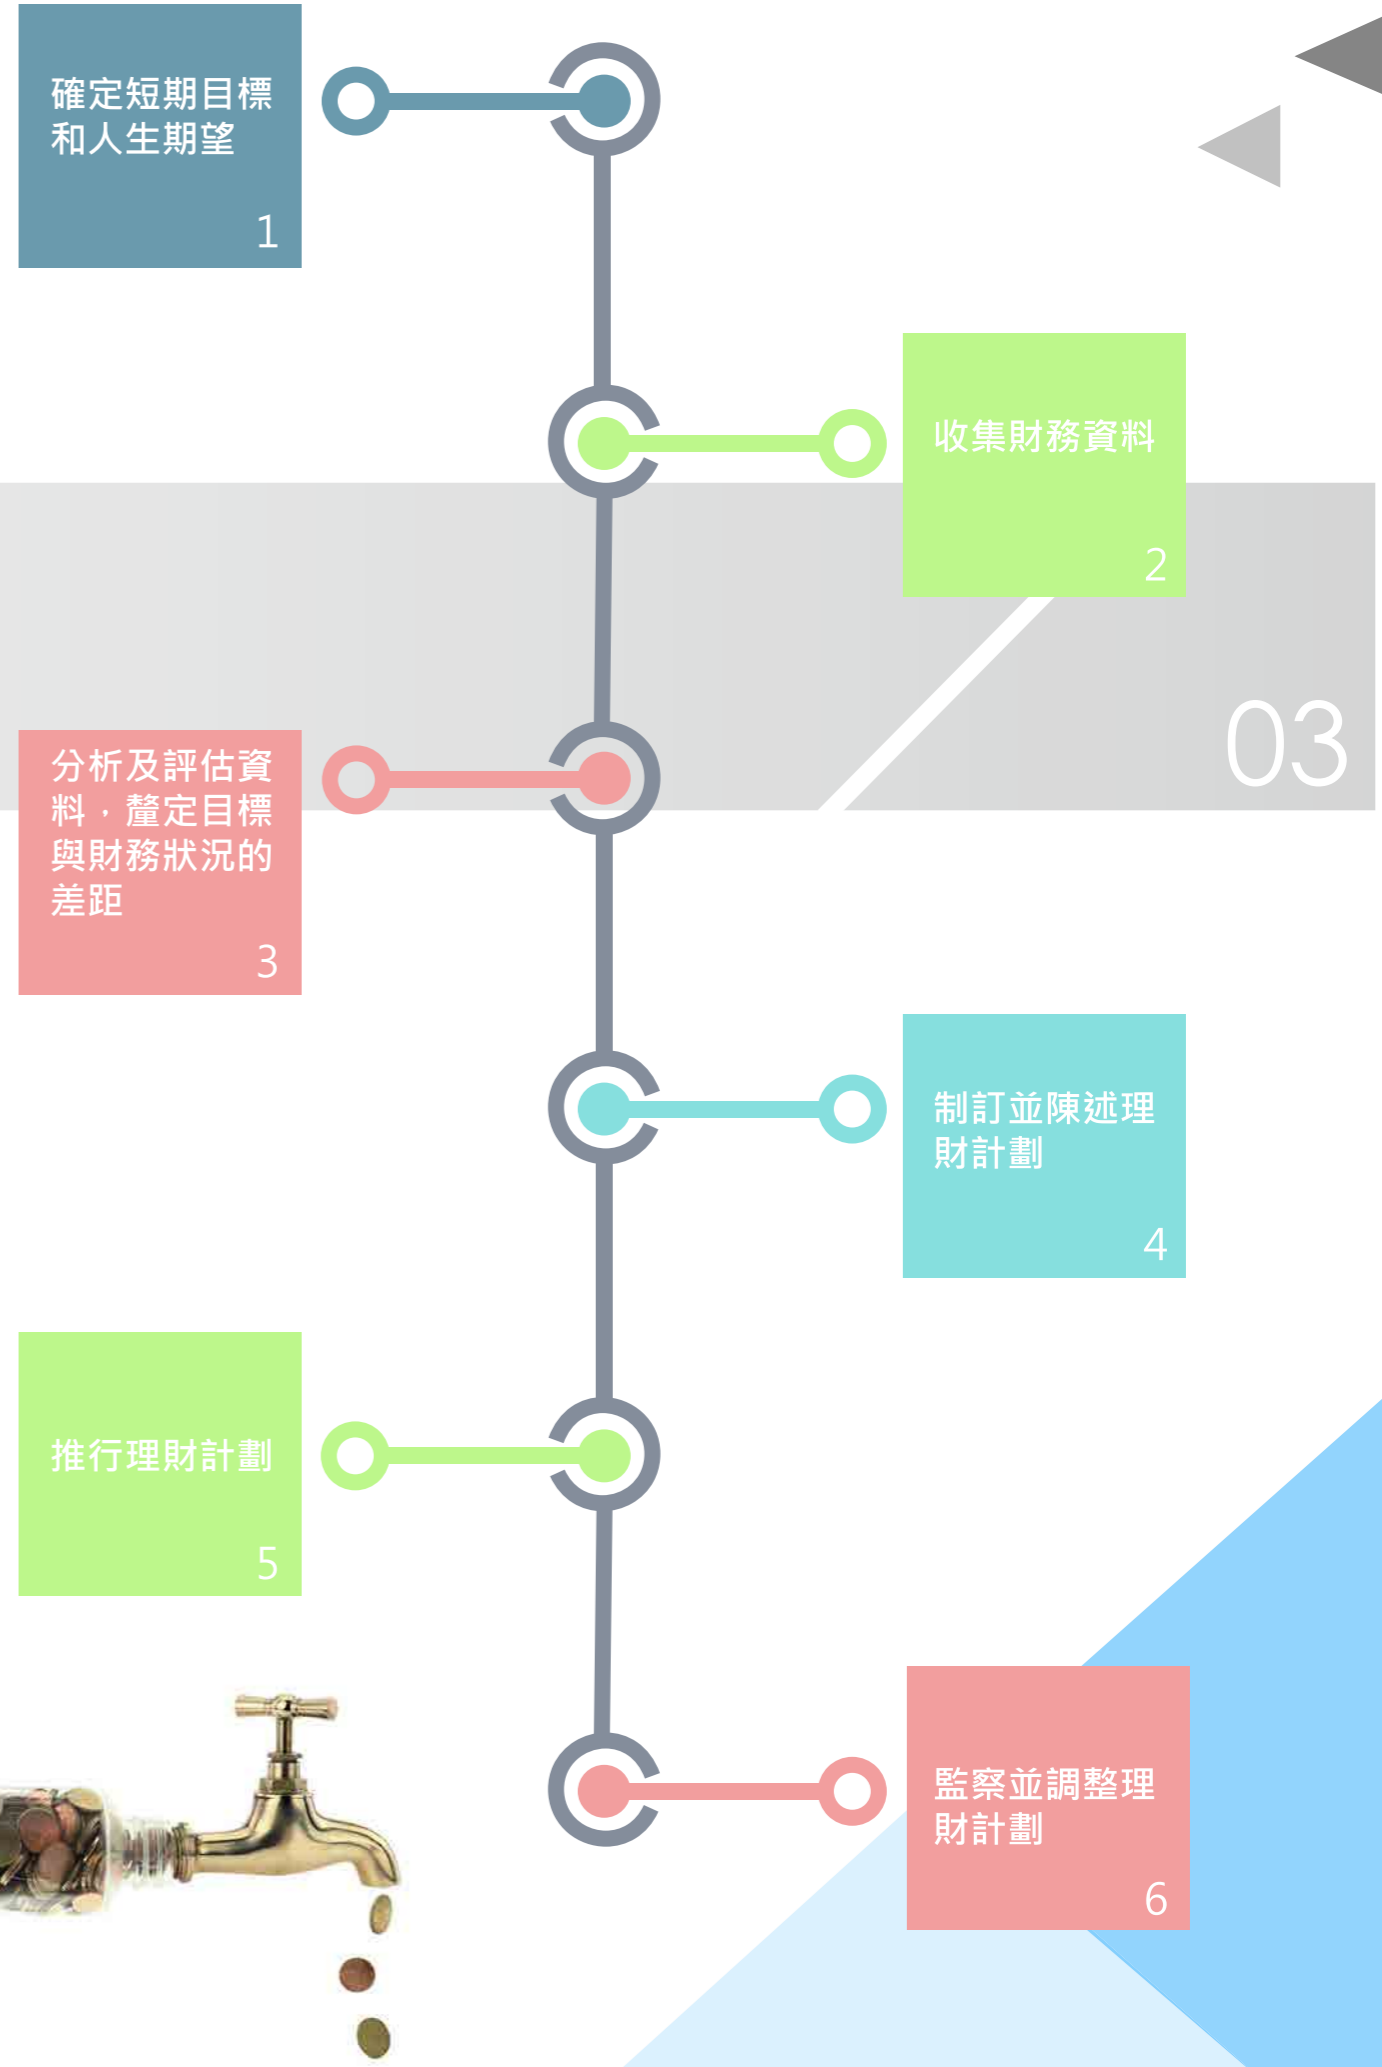 確定短期目標
和人生期望
1
收集財務資料
2
03
分析及評估資
料，釐定目標
與財務狀況的
差距
3
制訂並陳述理
財計劃
4
推行理財計劃
5
監察並調整理
財計劃
6